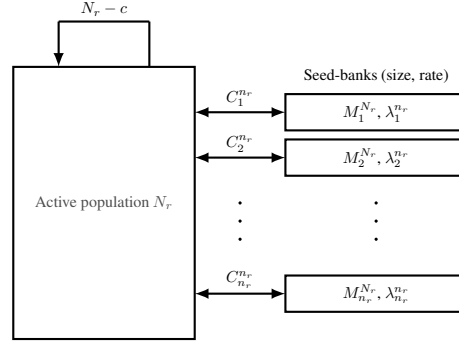 N_r − c
Seed-banks (size, rate)
C_1^{n_r}
M_1^{N_r}, λ_1^{n_r}
C_2^{n_r}
M_2^{N_r}, λ_2^{n_r}
Active population N_r
C_{n_r}^{n_r}
M_{n_r}^{N_r}, λ_{n_r}^{n_r}